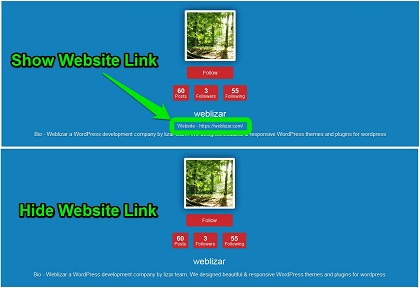 Follow
60 3 55
Posts Followers Following
Show Website Link
weblizar
Website - https://weblizar.com/
Bio - Weblizar a WordPress development company by lizar team. We designed beautiful & responsive WordPress themes and plugins for wordpress
Follow
Hide Website Link
60 3 55
Posts Followers Following
weblizar
Bio - Weblizar a WordPress development company by lizar team. We designed beautiful & responsive WordPress themes and plugins for wordpress